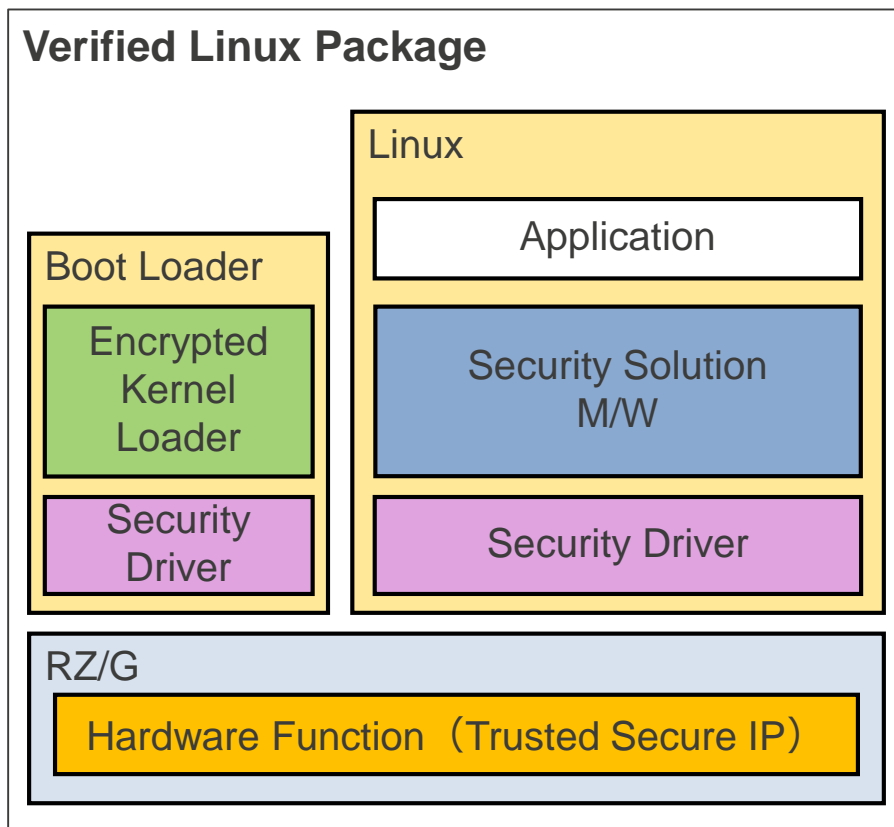 Verified Linux Package
Linux
Application
Security Solution
M/W
Security Driver
Boot Loader
Encrypted
Kernel
Loader
Security
Driver
RZ/G
Hardware Function（Trusted Secure IP）